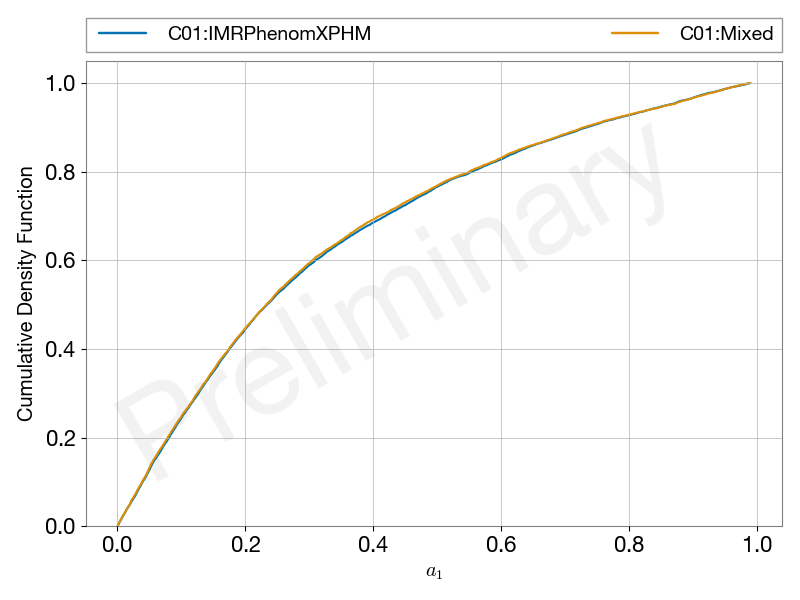 C01:IMRPhenomXPHM C01:Mixed
Cumulative Density Function
1.0
0.8
0.6
0.4
0.2
0.0
Preliminary
0.0 0.2 0.4 0.6 0.8 1.0
a₁